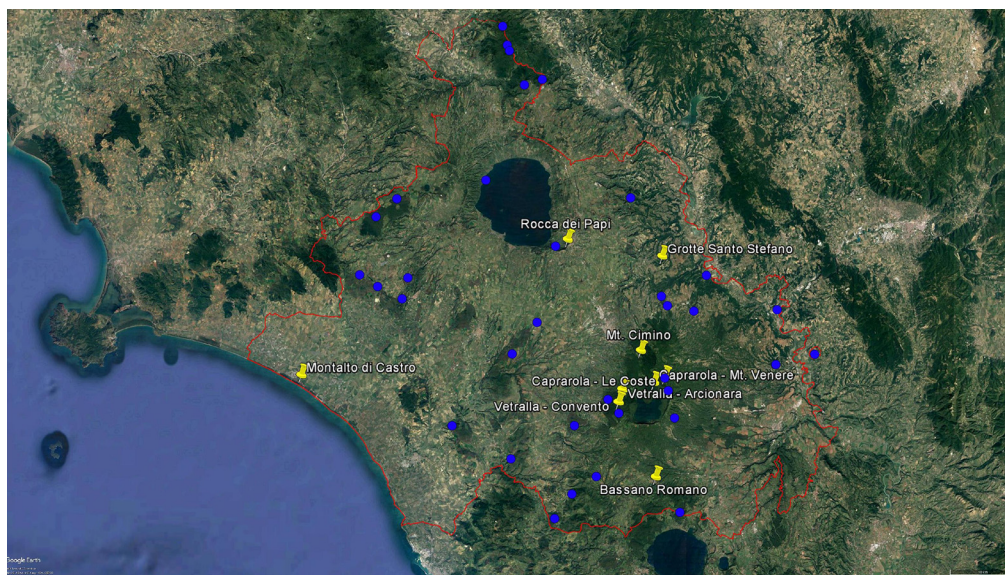 Rocca dei Papi
Grotte Santo Stefano
Mt. Cimino
Montalto di Castro
Caprarola - Mt. Venere
Caprarola - Le Coste
Vetralla - Arcionara
Vetralla - Convento
Bassano Romano
Google Earth